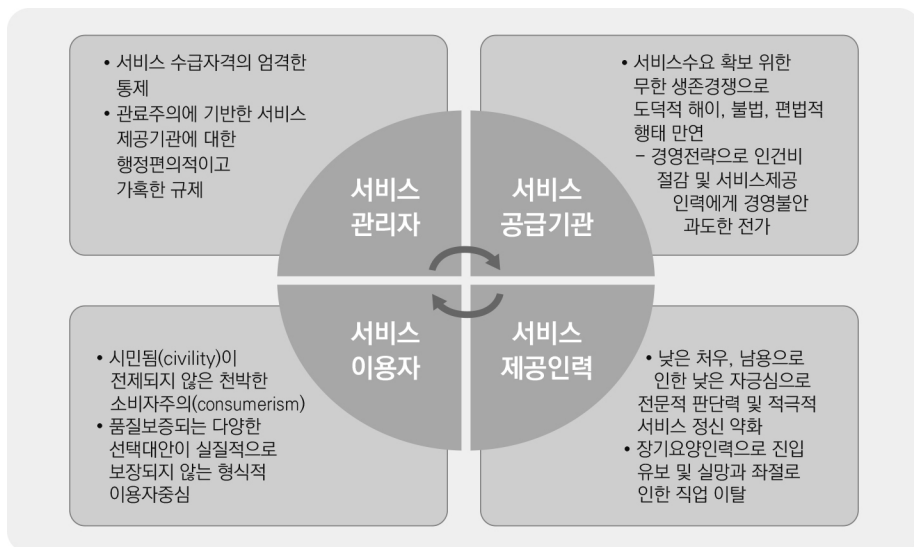 • 서비스 수급자격의 엄격한
통제
• 관료주의에 기반한 서비스
제공기관에 대한
행정편의적이고
가혹한 규제
• 서비스수요 확보 위한
무한 생존경쟁으로
도덕적 해이, 불법, 편법적
행태 만연
- 경영전략으로 인건비
절감 및 서비스제공
인력에게 경영불안
과도한 전가
서비스
관리자
서비스
공급기관
서비스
이용자
서비스
제공인력
• 시민됨(civility)이
전제되지 않은 천박한
소비자주의(consumerism)
• 품질보증되는 다양한
선택대안이 실질적으로
보장되지 않는 형식적
이용자중심
• 낮은 처우, 남용으로
인한 낮은 자긍심으로
전문적 판단력 및 적극적
서비스 정신 약화
• 장기요양인력으로 진입
유보 및 실망과 좌절로
인한 직업 이탈